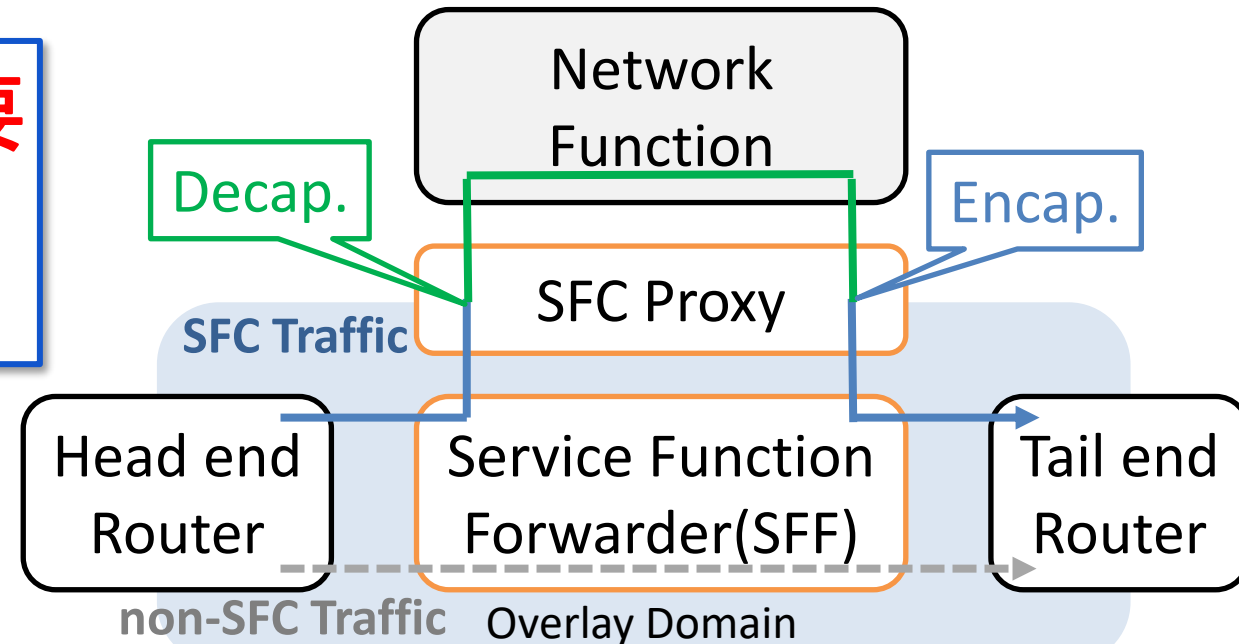 要
Network
Function
Decap.
Encap.
SFC Proxy
SFC Traffic
Head end
Router
Service Function
Forwarder(SFF)
Tail end
Router
non-SFC Traffic
Overlay Domain